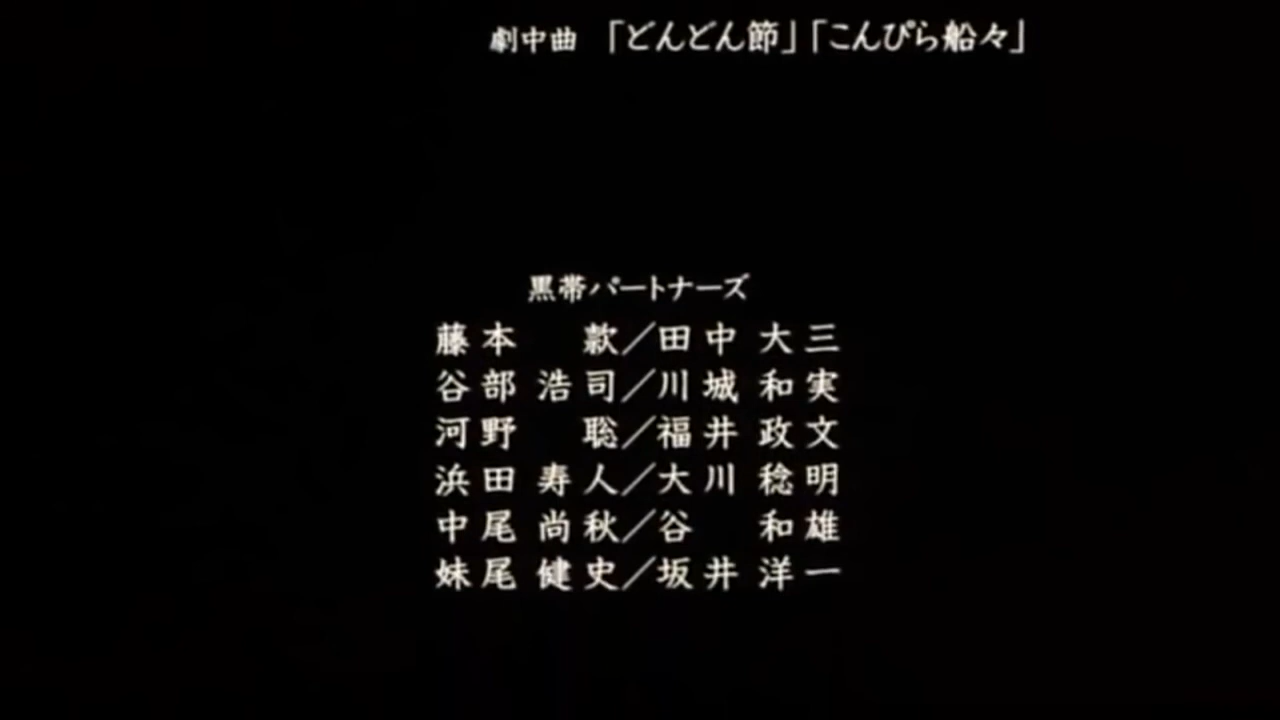 劇中曲 「どんどん節」「こんぴら船々」
黒帯パートナーズ
藤本 款／田中 大三
谷部 浩司／川城 和実
河野 聡／福井 政文
浜田 寿人／大川 稔明
中尾 尚秋／谷 和雄
妹尾 健史／坂井 洋一